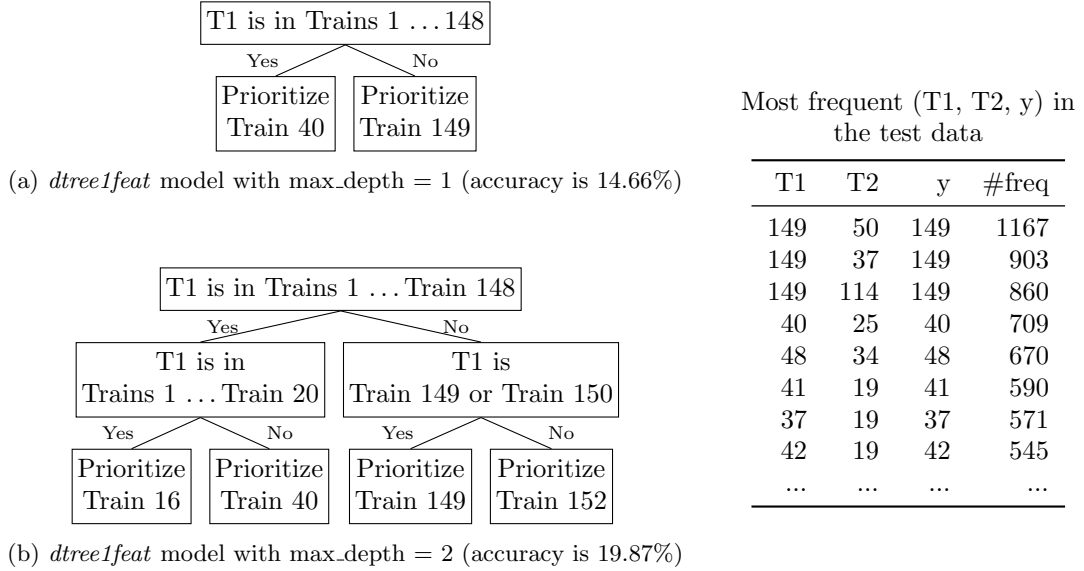 T1 is in Trains 1 ...148
Yes
No
Prioritize
Train 40
Prioritize
Train 149
(a) dtree1feat model with max_depth = 1 (accuracy is 14.66%)
T1 is in Trains 1 ...Train 148
Yes
No
T1 is in
Trains 1 ...Train 20
T1 is
Train 149 or Train 150
Yes
No
Yes
No
Prioritize
Train 16
Prioritize
Train 40
Prioritize
Train 149
Prioritize
Train 152
(b) dtree1feat model with max_depth = 2 (accuracy is 19.87%)
Most frequent (T1, T2, y) in
the test data
T1 T2 y #freq
149 50 149 1167
149 37 149 903
149 114 149 860
40 25 40 709
48 34 48 670
41 19 41 590
37 19 37 571
42 19 42 545
... ... ... ...